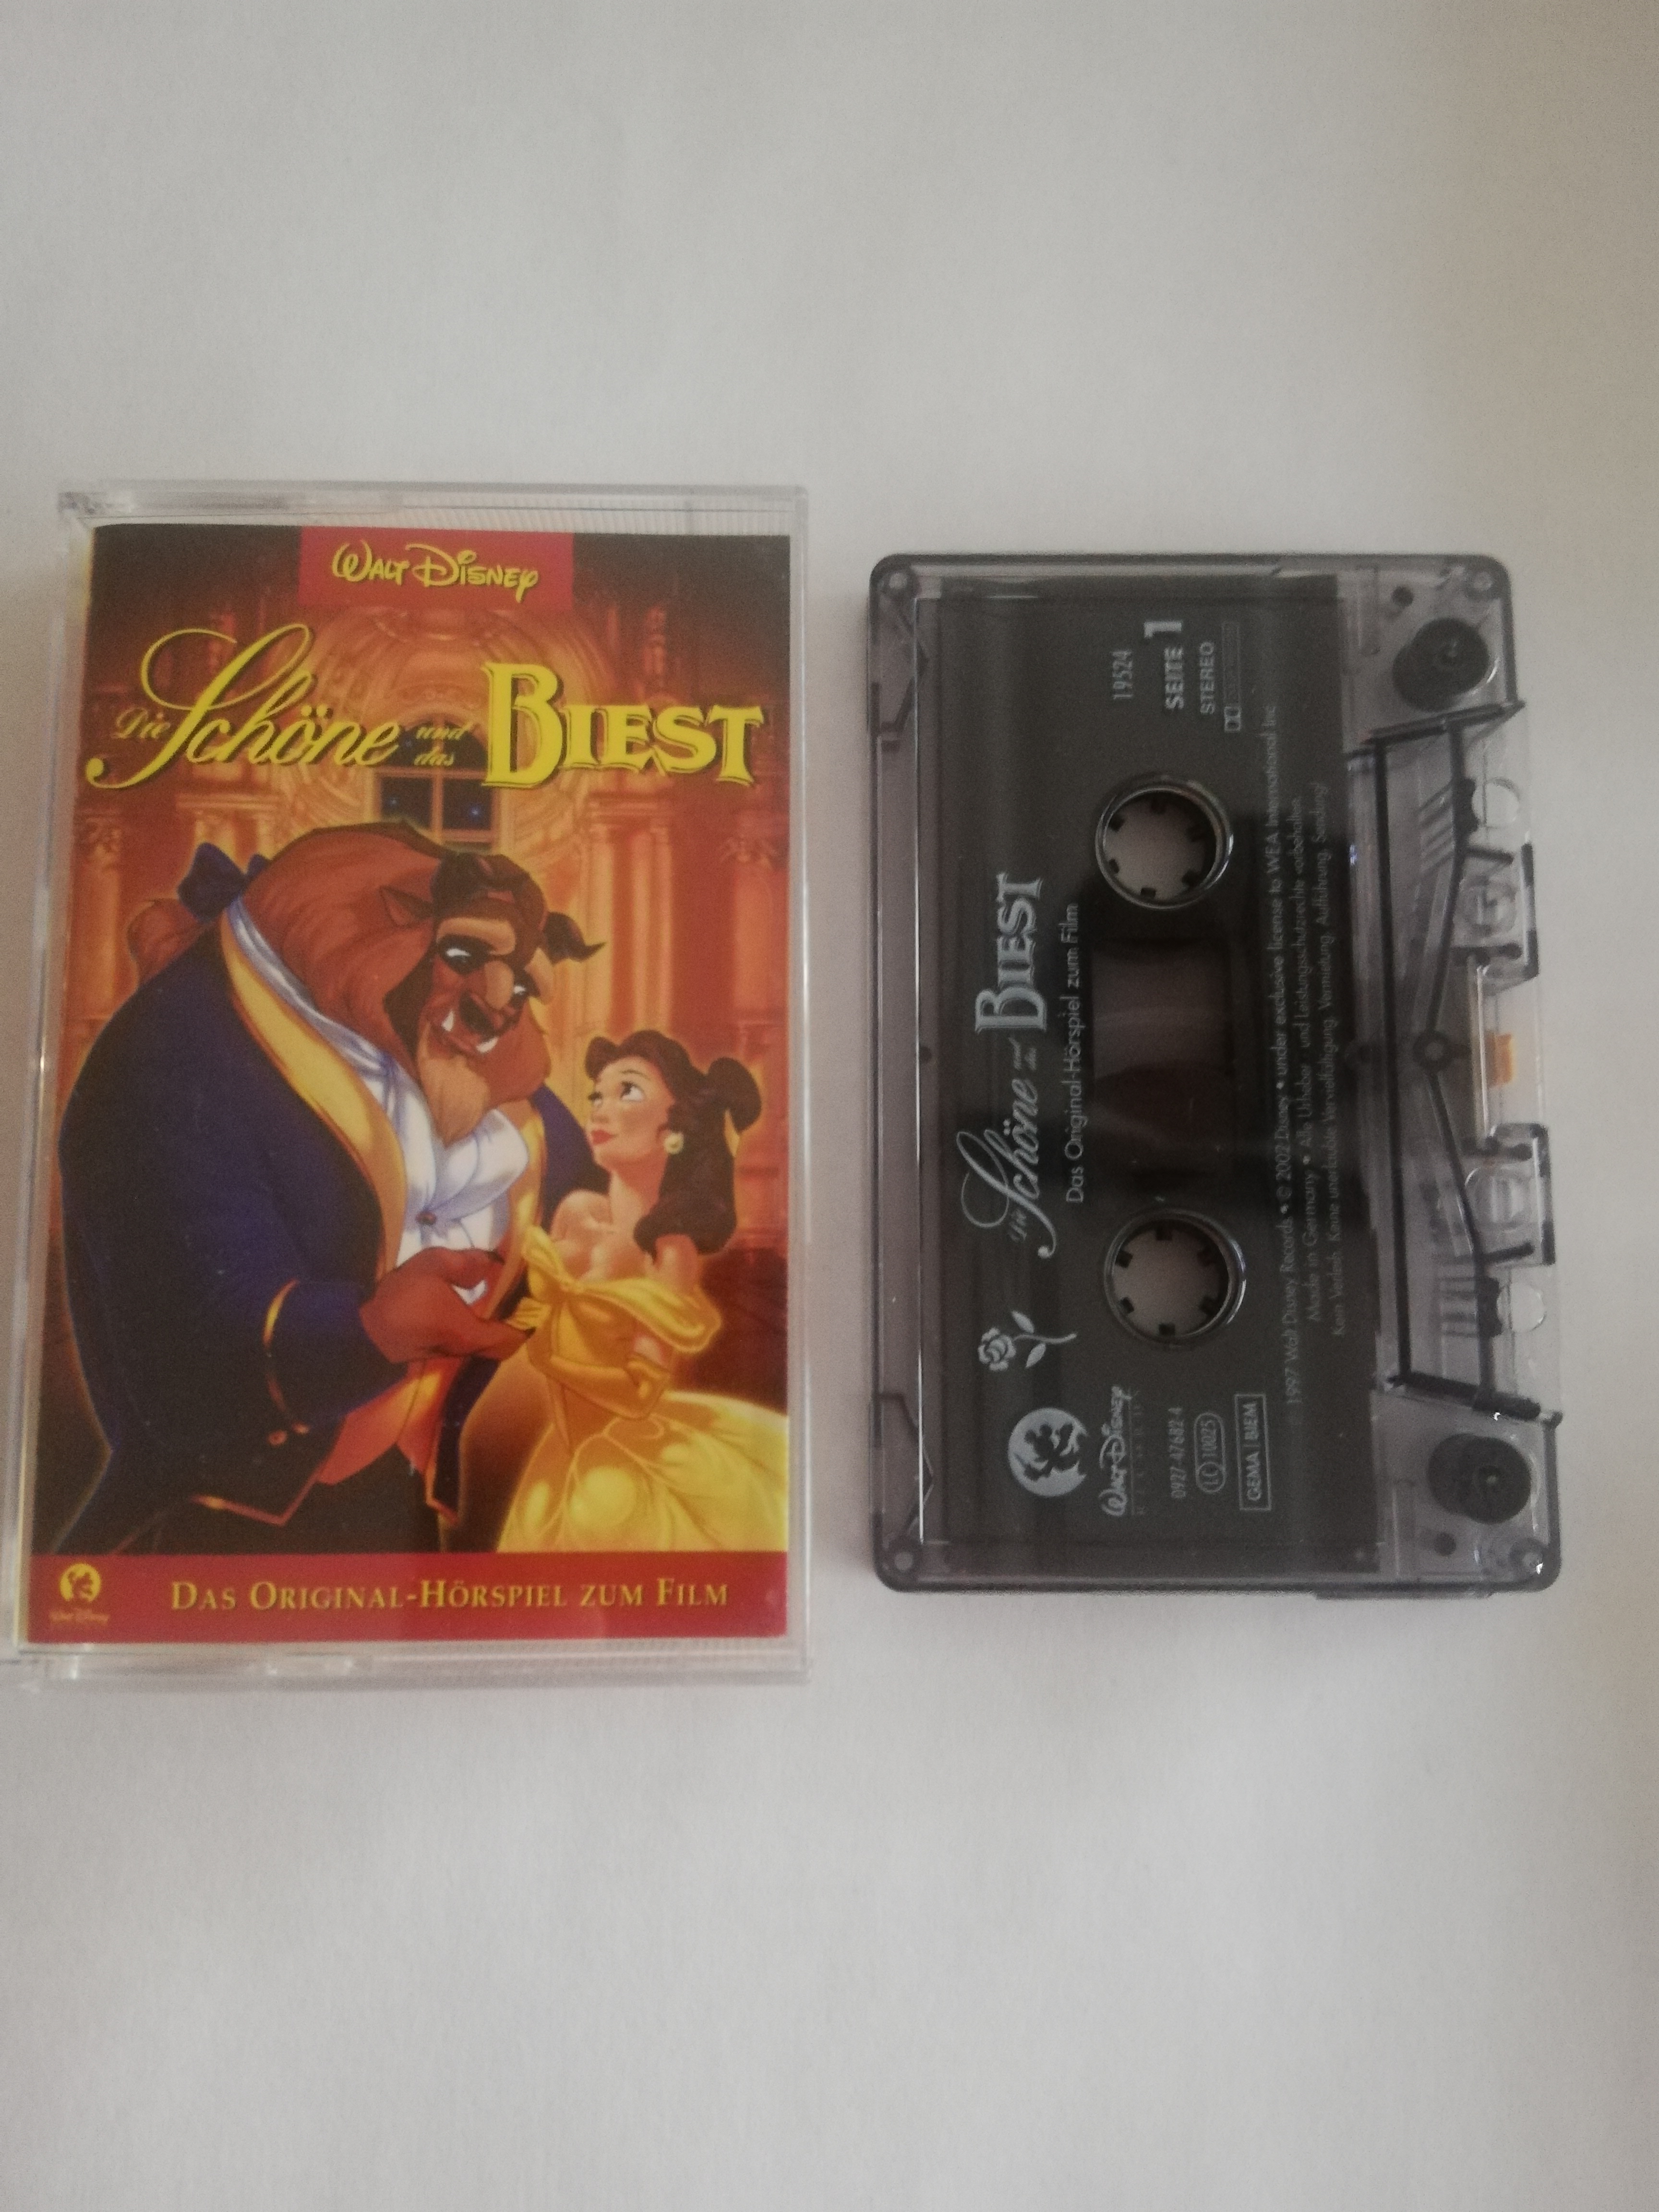 WALT DISNEY
Die Schöne und das BIEST
DAS ORIGINAL-HÖRSPIEL ZUM FILM
Walt Disney
Die Schöne und das BIEST
Das Original-Hörspiel zum Film
19524
SEITE 1
STEREO
WALT DISNEY
RECORDS
0927-47682-4
LC 10025
GEMA | BIEM
1997 Walt Disney Records • © 2002 Disney • under exclusive license to WEA International Inc
Made in Germany • Alle Urheber- und Leistungsschutzrechte vorbehalten.
Kein Verleih. Keine unerlaubte Vervielfältigung, Vermietung, Aufführung, Sendung!